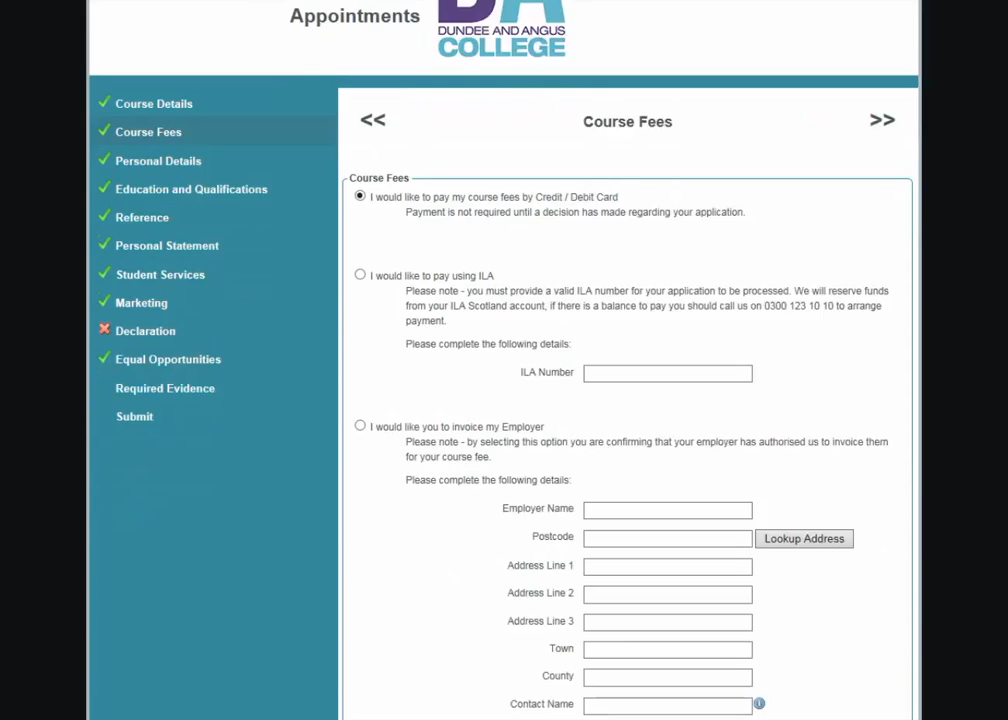 Appointments
DUNDEE AND ANGUS
COLLEGE
Course Details
Course Fees
Personal Details
Education and Qualifications
Reference
Personal Statement
Student Services
Marketing
Declaration
Equal Opportunities
Required Evidence
Submit
<< Course Fees >>
Course Fees
I would like to pay my course fees by Credit / Debit Card
Payment is not required until a decision has made regarding your application.
I would like to pay using ILA
Please note - you must provide a valid ILA number for your application to be processed. We will reserve funds
from your ILA Scotland account, if there is a balance to pay you should call us on 0300 123 10 10 to arrange
payment.
Please complete the following details:
ILA Number
I would like you to invoice my Employer
Please note - by selecting this option you are confirming that your employer has authorised us to invoice them
for your course fee.
Please complete the following details:
Employer Name
Postcode Lookup Address
Address Line 1
Address Line 2
Address Line 3
Town
County
Contact Name